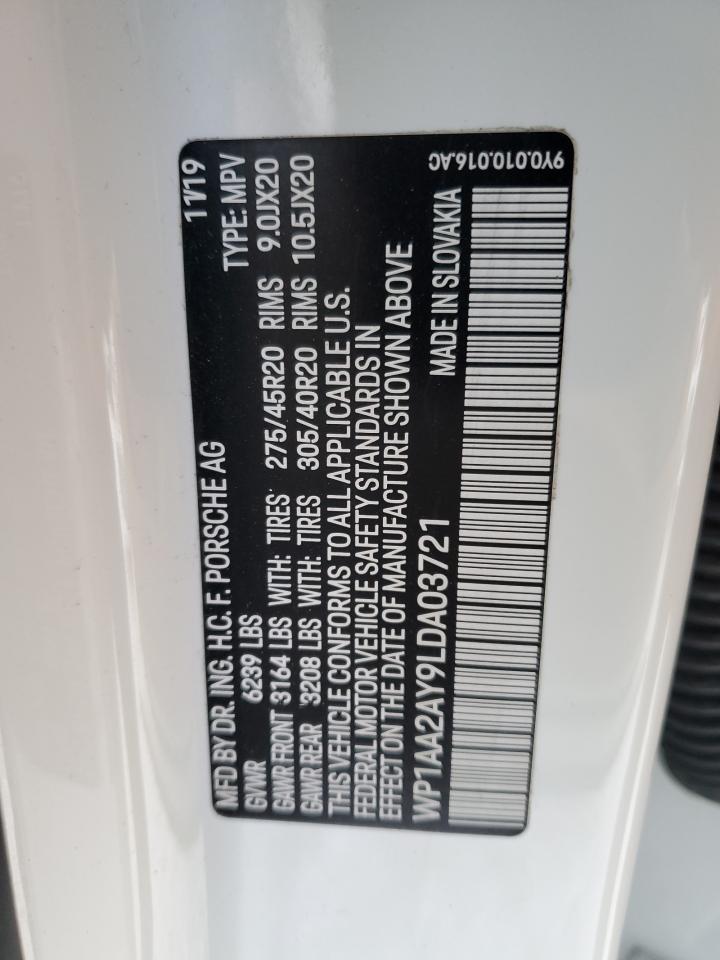 11/19
MFD BY DR. ING. H.C. F. PORSCHE AG TYPE: MPV
GVWR 6239 LBS
GAWR FRONT 3164 LBS WITH: TIRES 275/45R20 RIMS 9.0JX20
GAWR REAR 3208 LBS WITH: TIRES 305/40R20 RIMS 10.5JX20
THIS VEHICLE CONFORMS TO ALL APPLICABLE U.S.
FEDERAL MOTOR VEHICLE SAFETY STANDARDS IN
EFFECT ON THE DATE OF MANUFACTURE SHOWN ABOVE
WP1AA2AY9LDA03721 MADE IN SLOVAKIA
9Y0.010.016.AC